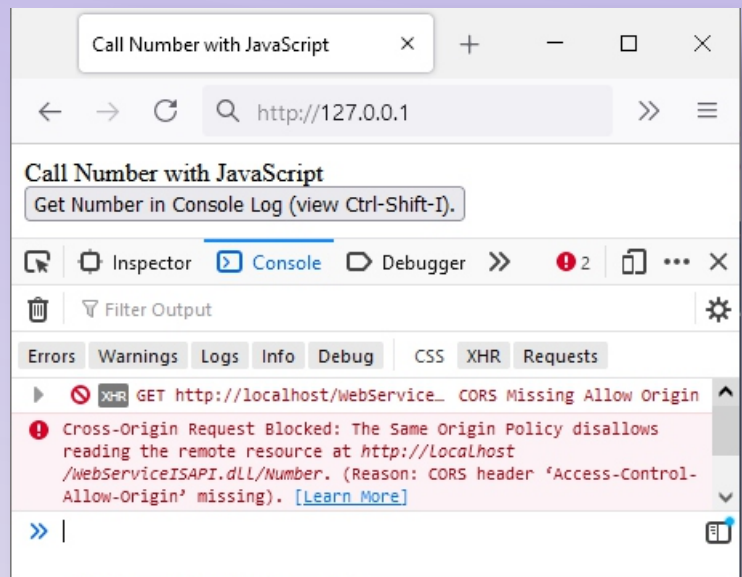 Call Number with JavaScript
http://127.0.0.1
Call Number with JavaScript
Get Number in Console Log (view Ctrl-Shift-I).
Inspector Console Debugger 2
Filter Output
Errors Warnings Logs Info Debug CSS XHR Requests
XHR GET http://localhost/WebService… CORS Missing Allow Origin
Cross-Origin Request Blocked: The Same Origin Policy disallows
reading the remote resource at http://localhost
/WebServiceISAPI.dll/Number. (Reason: CORS header ‘Access-Control-
Allow-Origin’ missing). [Learn More]